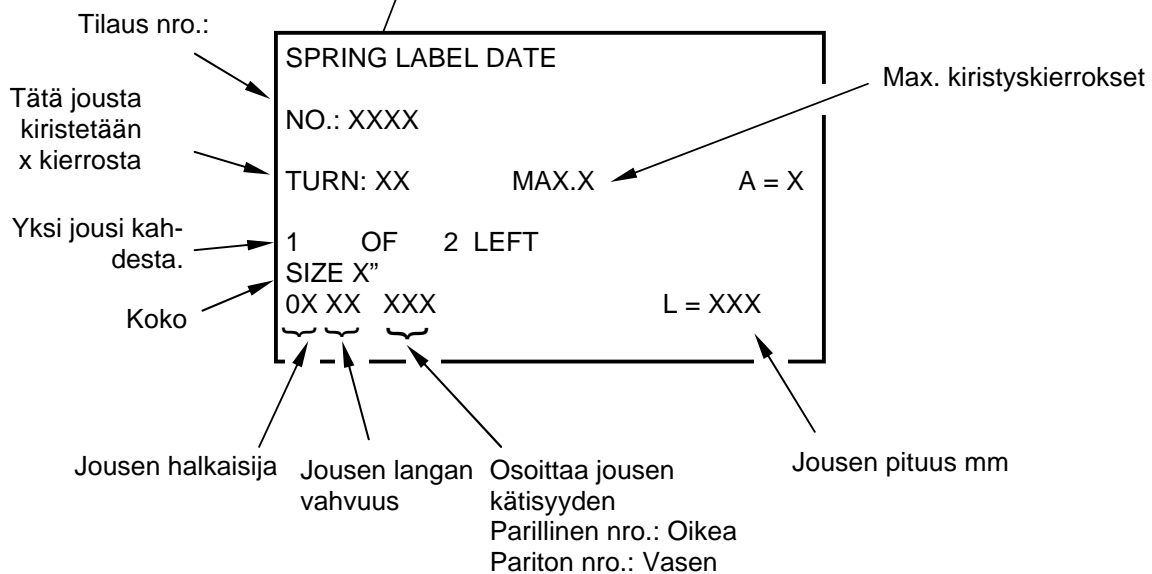 Tilaus nro.:
SPRING LABEL DATE
Max. kiristyskierrokset
Tätä jousta
kiristetään
x kierrosta
NO.: XXXX
TURN: XX MAX.X A = X
Yksi jousi kah-
desta.
1 OF 2 LEFT
SIZE X”
Koko
0X XX XXX L = XXX
Jousen halkaisija
Jousen langan
vahvuus
Osoittaa jousen
kätisyyden
Parillinen nro.: Oikea
Pariton nro.: Vasen
Jousen pituus mm